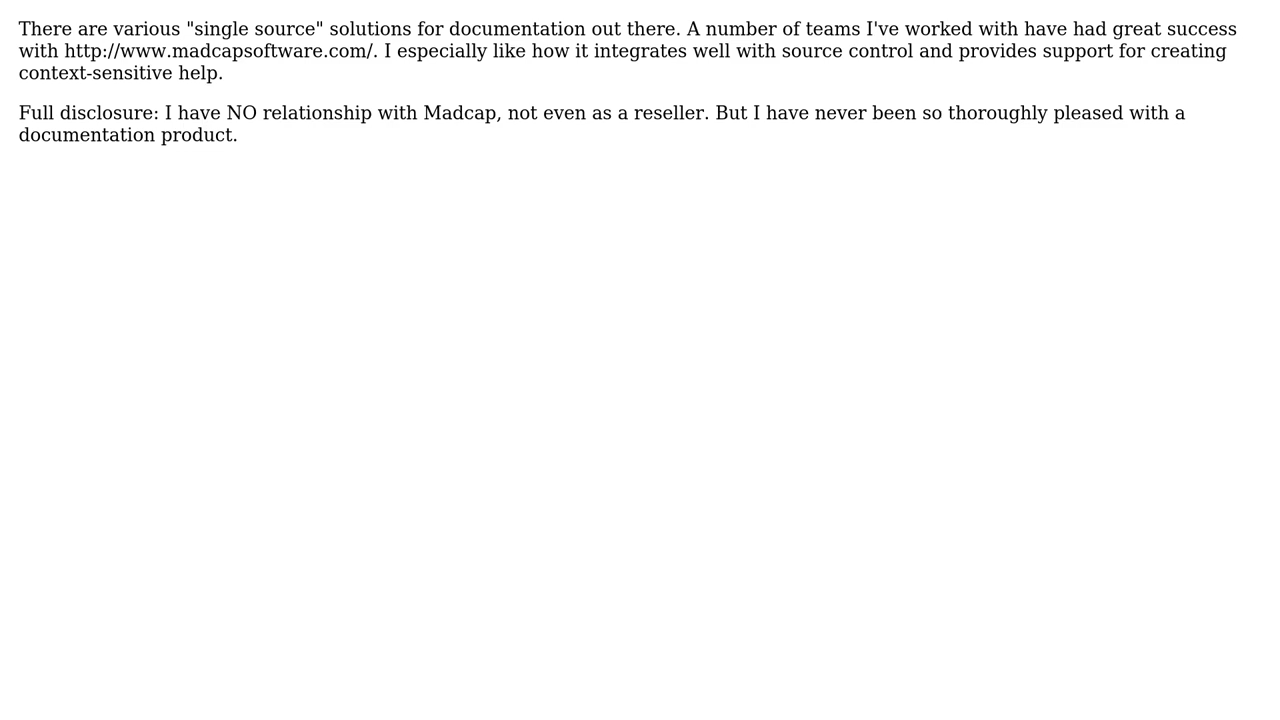 There are various "single source" solutions for documentation out there. A number of teams I've worked with have had great success
with http://www.madcapsoftware.com/. I especially like how it integrates well with source control and provides support for creating
context-sensitive help.
Full disclosure: I have NO relationship with Madcap, not even as a reseller. But I have never been so thoroughly pleased with a
documentation product.